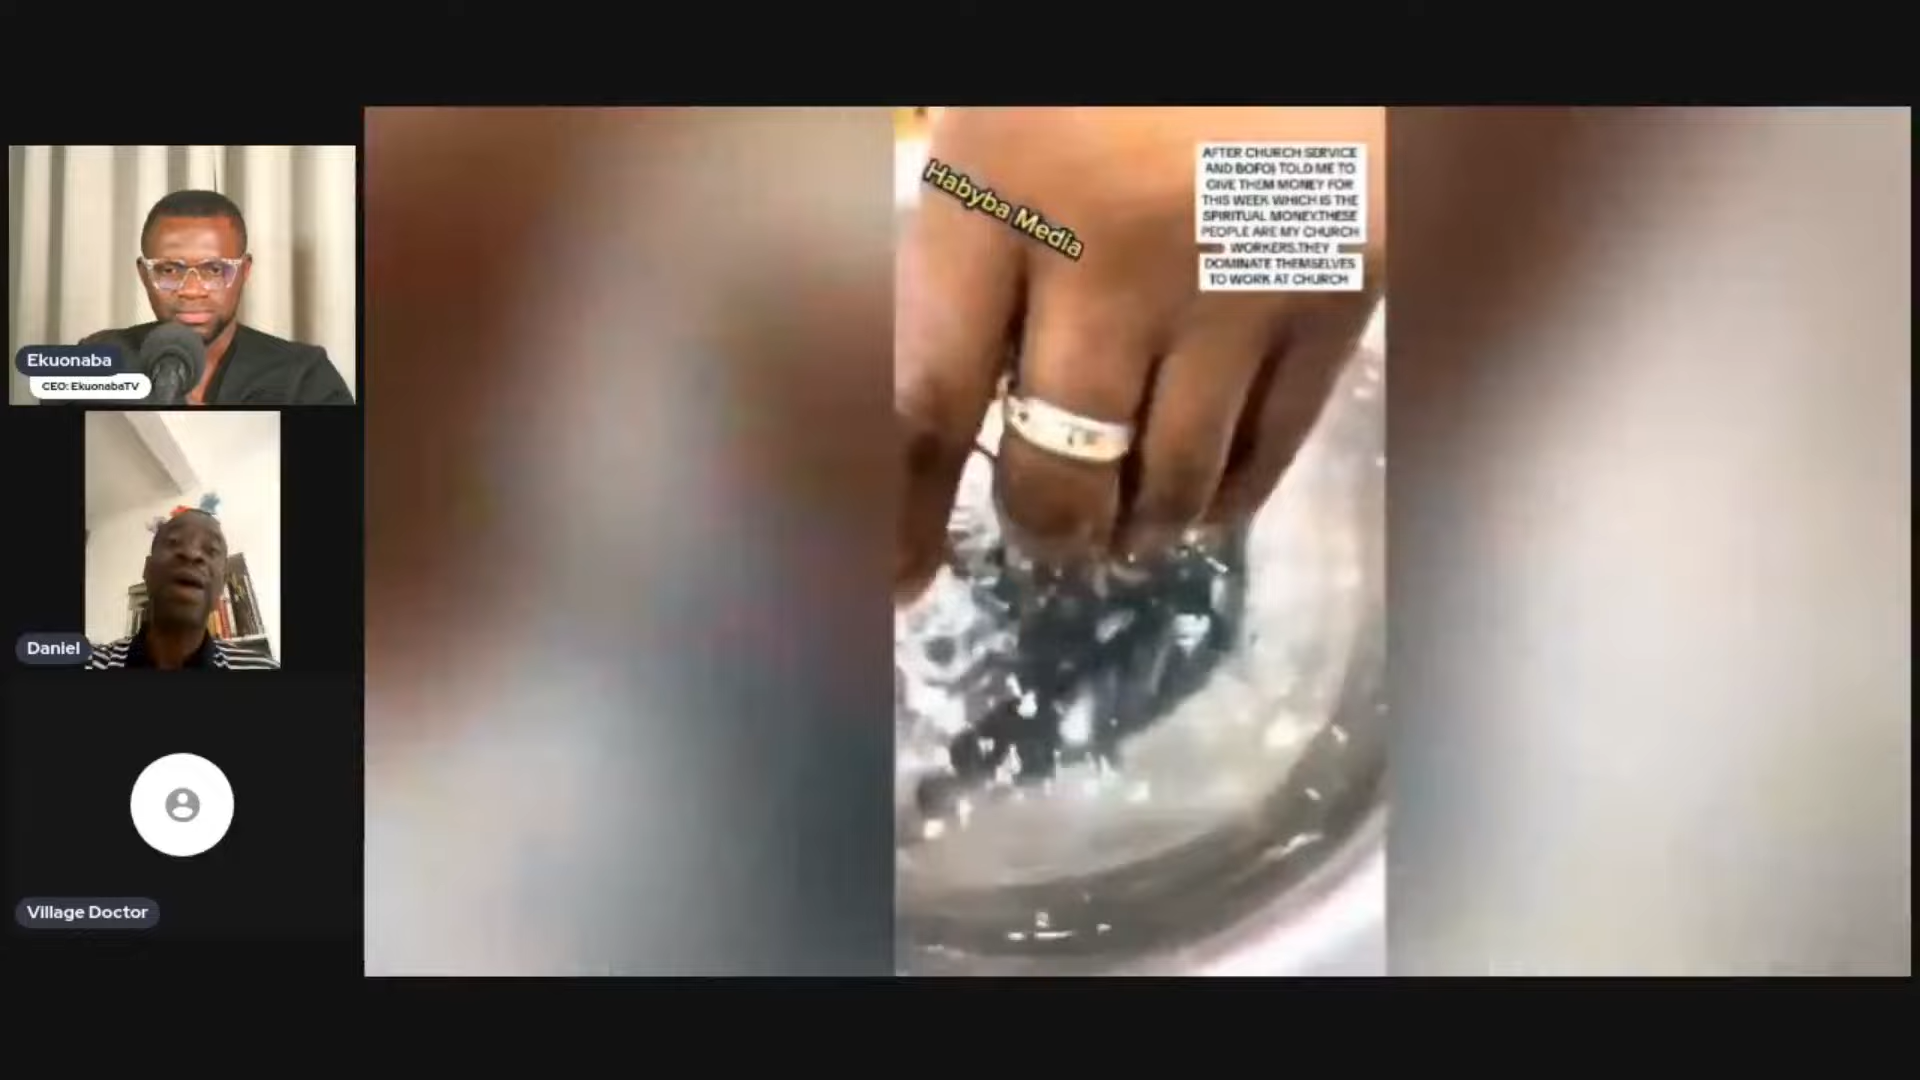 Ekuonaba
CEO: EkuonabaTV
Daniel
Village Doctor
Habyba Media
AFTER CHURCH SERVICE
AND BOFOƆ TOLD ME TO
GIVE THEM MONEY FOR
THIS WEEK WHICH IS THE
SPIRITUAL MONEY.THESE
PEOPLE ARE MY CHURCH
WORKERS.THEY
DOMINATE THEMSELVES
TO WORK AT CHURCH